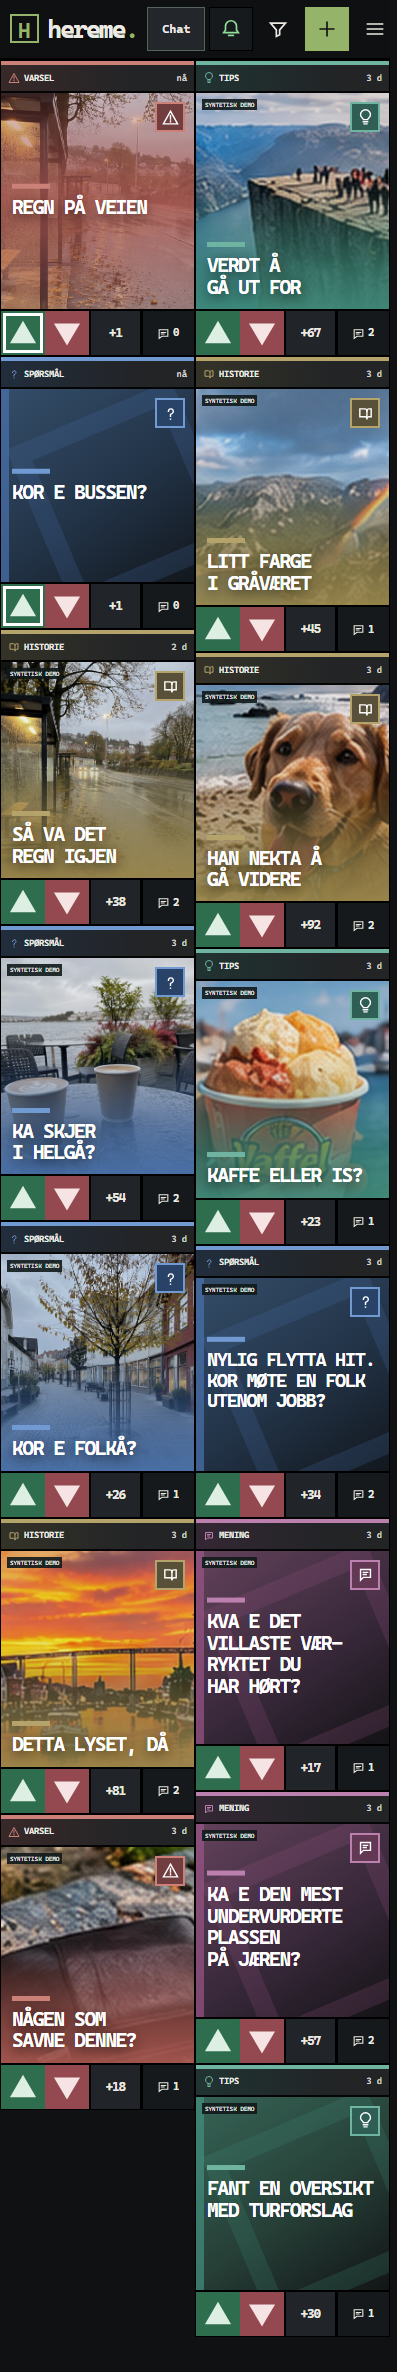 H hereme. Chat
VARSEL nå
REGN PÅ VEIEN
+1 0
SPØRSMÅL nå
?
KOR E BUSSEN?
+1 0
HISTORIE 2 d
SYNTETISK DEMO
SÅ VA DET
REGN IGJEN
+38 2
SPØRSMÅL 3 d
SYNTETISK DEMO
?
KA SKJER
I HELGÅ?
+54 2
SPØRSMÅL 3 d
SYNTETISK DEMO
?
KOR E FOLKÅ?
+26 1
HISTORIE 3 d
SYNTETISK DEMO
DETTA LYSET, DÅ
+81 2
VARSEL 3 d
SYNTETISK DEMO
NÅGEN SOM
SAVNE DENNE?
+18 1
TIPS 3 d
SYNTETISK DEMO
VERDT Å
GÅ UT FOR
+67 2
HISTORIE 3 d
SYNTETISK DEMO
LITT FARGE
I GRÅVÆRET
+45 1
HISTORIE 3 d
SYNTETISK DEMO
HAN NEKTA Å
GÅ VIDERE
+92 2
TIPS 3 d
SYNTETISK DEMO
KAFFE ELLER IS?
+23 1
SPØRSMÅL 3 d
SYNTETISK DEMO
?
NYLIG FLYTTA HIT.
KOR MØTE EN FOLK
UTENOM JOBB?
+34 2
MENING 3 d
SYNTETISK DEMO
KVA E DET
VILLASTE VÆR-
RYKTET DU
HAR HØRT?
+17 1
MENING 3 d
SYNTETISK DEMO
KA E DEN MEST
UNDERVURDERTE
PLASSEN
PÅ JÆREN?
+57 2
TIPS 3 d
SYNTETISK DEMO
FANT EN OVERSIKT
MED TURFORSLAG
+30 1